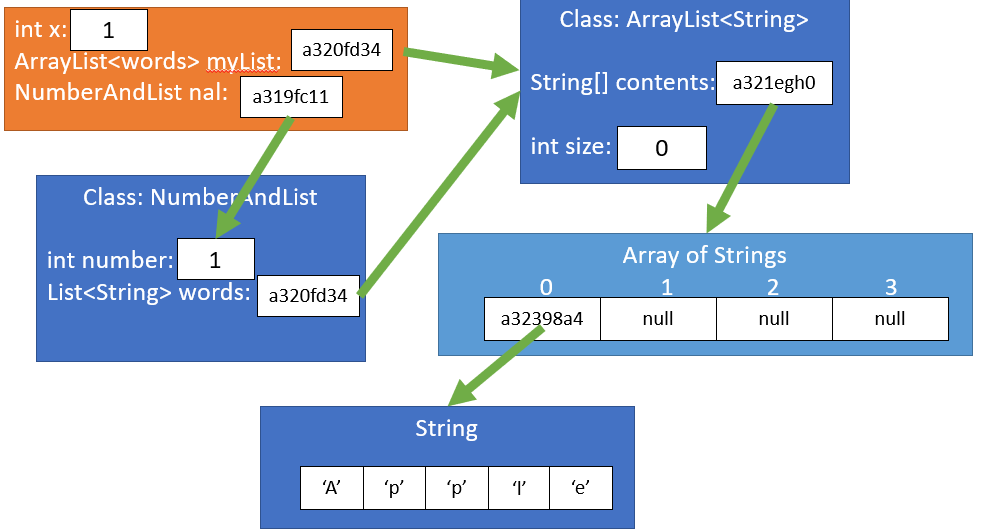 int x: 1
ArrayList<words> myList: a320fd34
NumberAndList nal: a319fc11
Class: ArrayList<String>
String[] contents: a321egh0
int size: 0
Class: NumberAndList
int number: 1
List<String> words: a320fd34
Array of Strings
0 1 2 3
a32398a4 null null null
String
‘A’ ‘p’ ‘p’ ‘l’ ‘e’